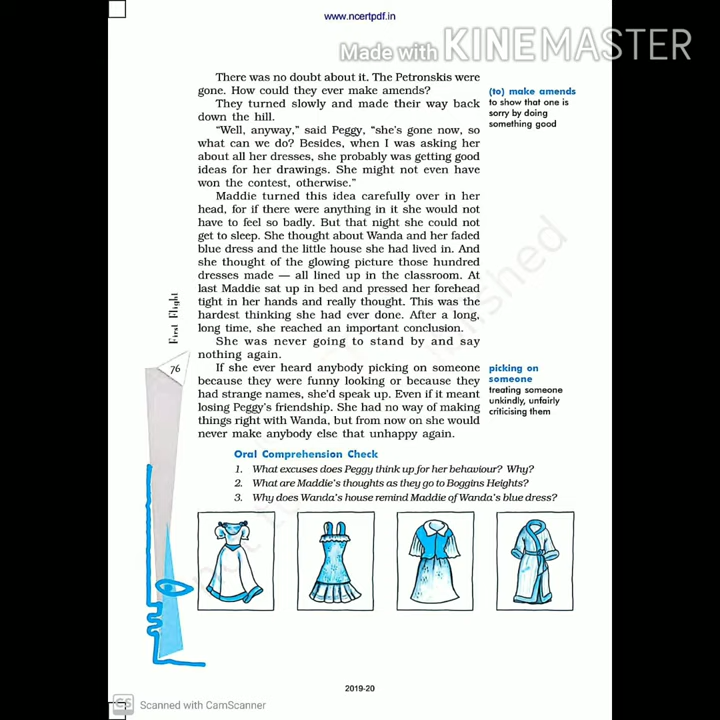 www.ncertpdf.in
Made with KINEMASTER
There was no doubt about it. The Petronskis were
gone. How could they ever make amends?
They turned slowly and made their way back
down the hill.
"Well, anyway," said Peggy, "she's gone now, so
what can we do? Besides, when I was asking her
about all her dresses, she probably was getting good
ideas for her drawings. She might not even have
won the contest, otherwise."
Maddie turned this idea carefully over in her
head, for if there were anything in it she would not
have to feel so badly. But that night she could not
get to sleep. She thought about Wanda and her faded
blue dress and the little house she had lived in. And
she thought of the glowing picture those hundred
dresses made — all lined up in the classroom. At
last Maddie sat up in bed and pressed her forehead
tight in her hands and really thought. This was the
hardest thinking she had ever done. After a long,
long time, she reached an important conclusion.
She was never going to stand by and say
nothing again.
If she ever heard anybody picking on someone
because they were funny looking or because they
had strange names, she'd speak up. Even if it meant
losing Peggy's friendship. She had no way of making
things right with Wanda, but from now on she would
never make anybody else that unhappy again.
(to) make amends
to show that one is
sorry by doing
something good
picking on
someone
treating someone
unkindly, unfairly
criticising them
First Flight
76
Oral Comprehension Check
1. What excuses does Peggy think up for her behaviour? Why?
2. What are Maddie's thoughts as they go to Boggins Heights?
3. Why does Wanda's house remind Maddie of Wanda's blue dress?
2019-20
CS Scanned with CamScanner